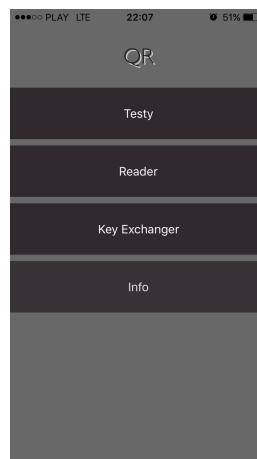 PLAY LTE 22:07 51%
QR
Testy
Reader
Key Exchanger
Info